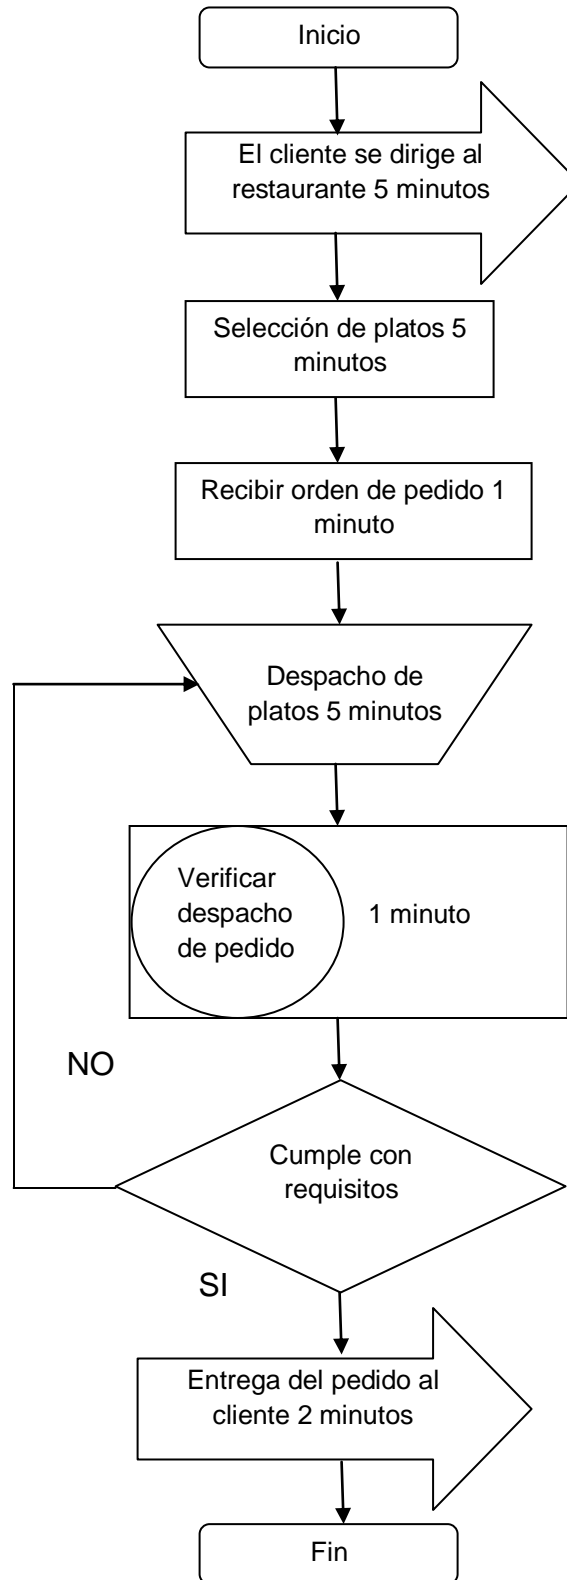 Inicio
El cliente se dirige al
restaurante 5 minutos
Selección de platos 5
minutos
Recibir orden de pedido 1
minuto
Despacho de
platos 5 minutos
Verificar
despacho
de pedido
1 minuto
NO
Cumple con
requisitos
SI
Entrega del pedido al
cliente 2 minutos
Fin